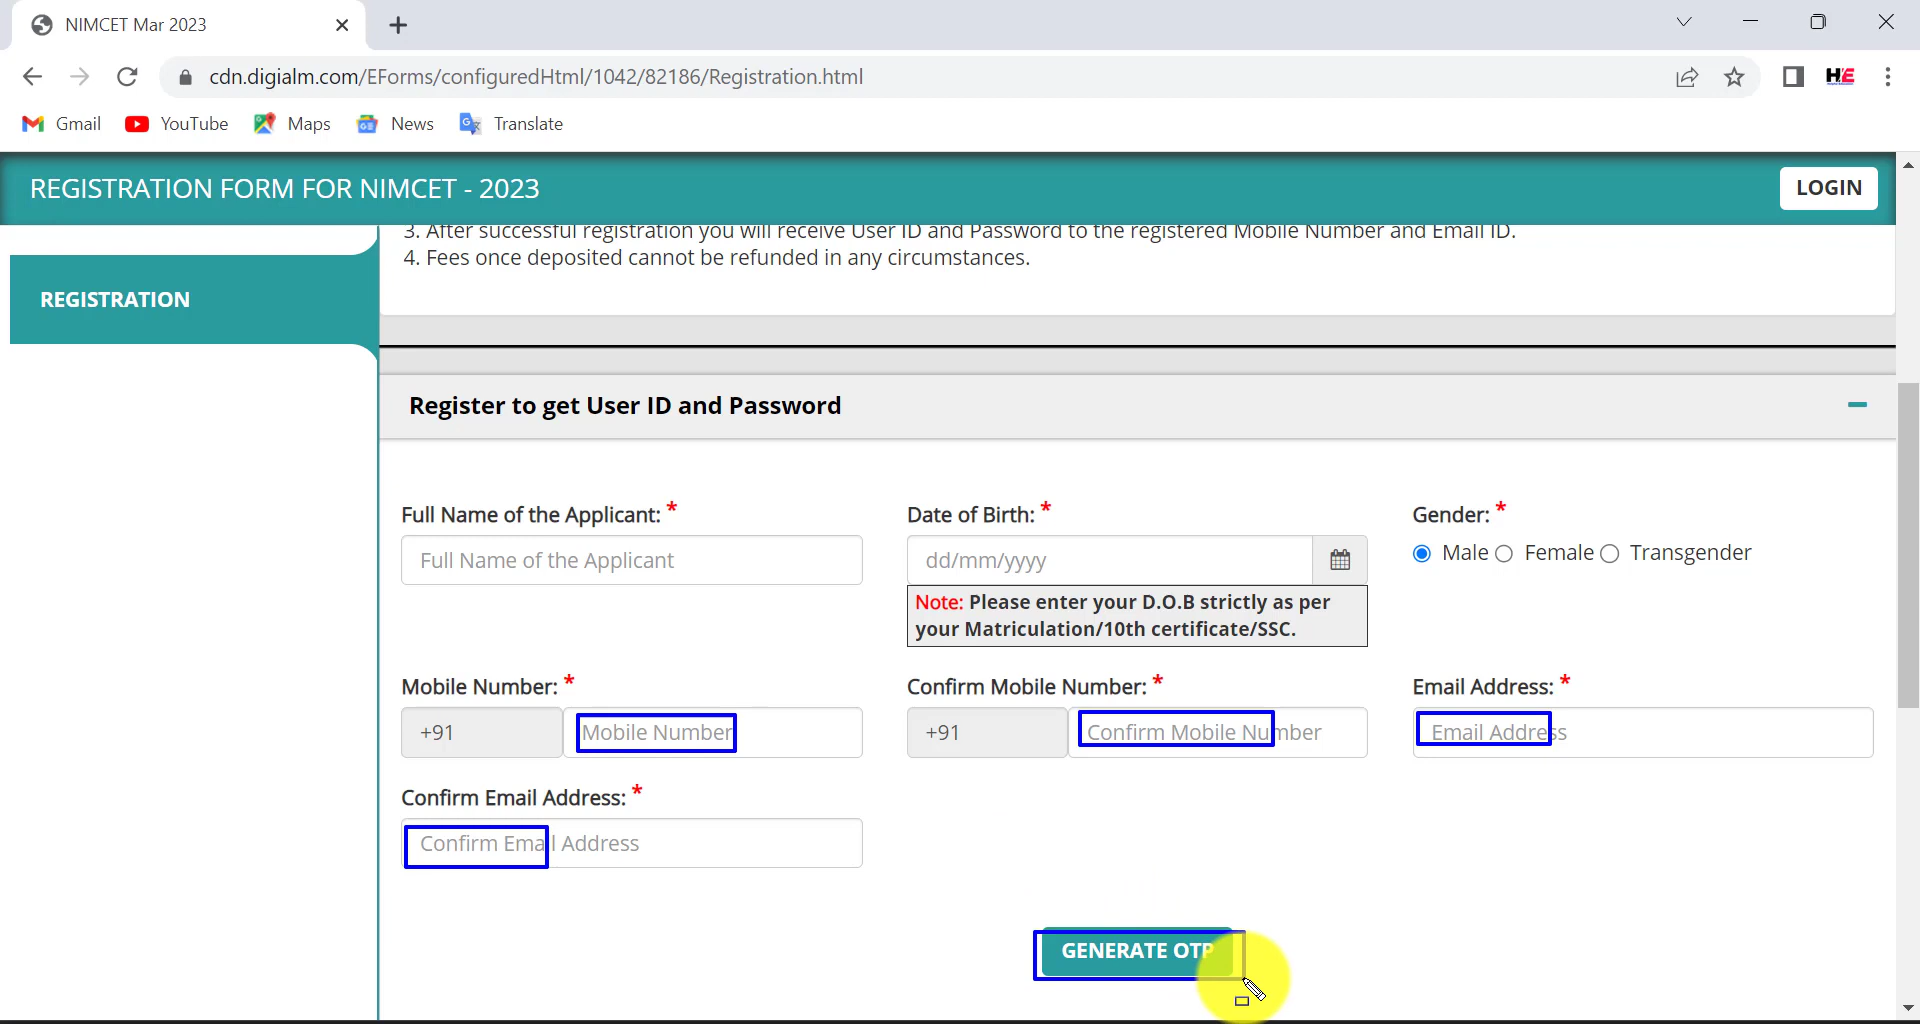 NIMCET Mar 2023
cdn.digialm.com/EForms/configuredHtml/1042/82186/Registration.html
H/E
Gmail YouTube Maps News Translate
REGISTRATION FORM FOR NIMCET - 2023
LOGIN
3. After successful registration you will receive User ID and Password to the registered Mobile Number and Email ID.
4. Fees once deposited cannot be refunded in any circumstances.
REGISTRATION
Register to get User ID and Password
Full Name of the Applicant: *
Full Name of the Applicant
Date of Birth: *
dd/mm/yyyy
Note: Please enter your D.O.B strictly as per
your Matriculation/10th certificate/SSC.
Gender: *
Male Female Transgender
Mobile Number: *
+91 Mobile Number
Confirm Mobile Number: *
+91 Confirm Mobile Number
Email Address: *
Email Address
Confirm Email Address: *
Confirm Email Address
GENERATE OTP